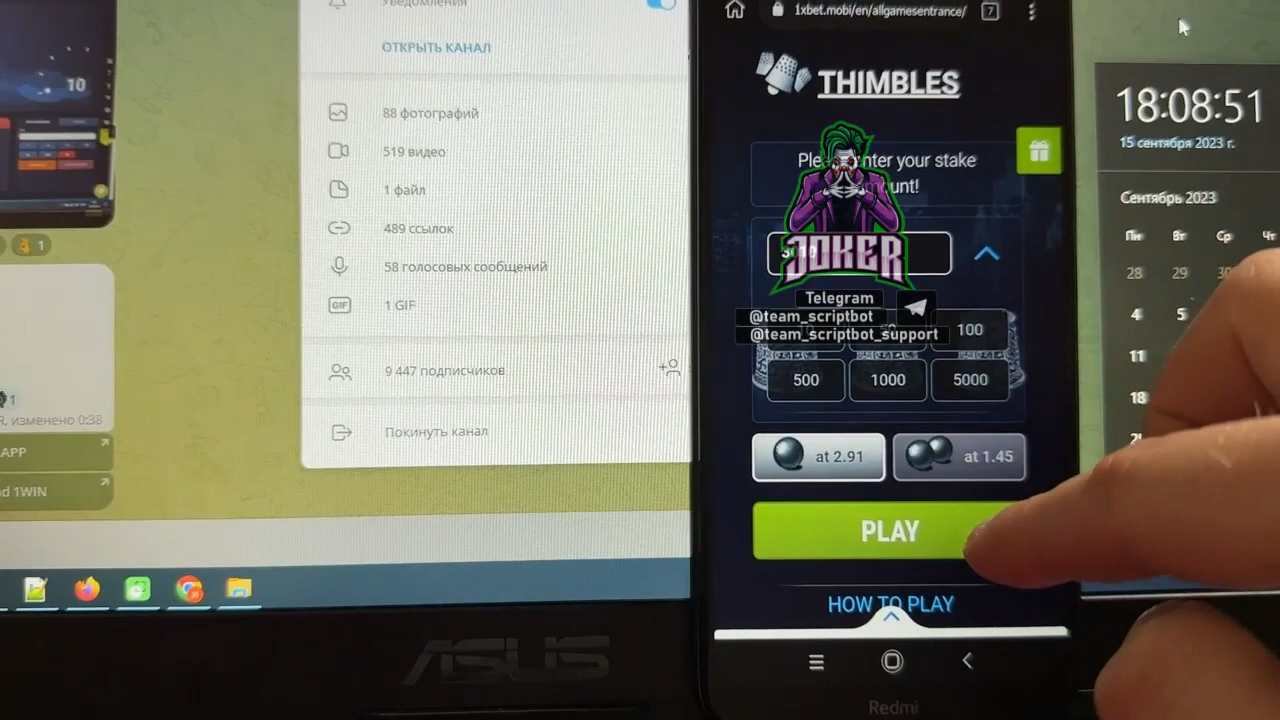 Уведомления
ОТКРЫТЬ КАНАЛ
88 фотографий
519 видео
1 файл
489 ссылок
58 голосовых сообщений
GIF
1 GIF
9 447 подписчиков
Покинуть канал
10
1
1
изменено 0:38
APP
1WIN
ASUS
1xbet.mobi/en/allgamesentrance/
7
THIMBLES
enter your stake
JOKER
Telegram
@team_scriptbot
@team_scriptbot_support
100
500
1000
5000
at 2.91
at 1.45
PLAY
HOW TO PLAY
Redmi
18:08:51
15 сентября 2023 г.
Сентябрь 2023
Пн
Вт
Ср
Чт
28
29
4
5
11
18